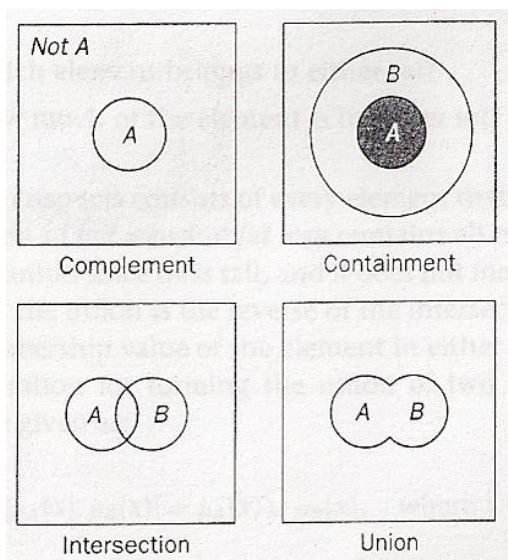 Not A
A
Complement
B
A
Containment
A B
Intersection
A B
Union